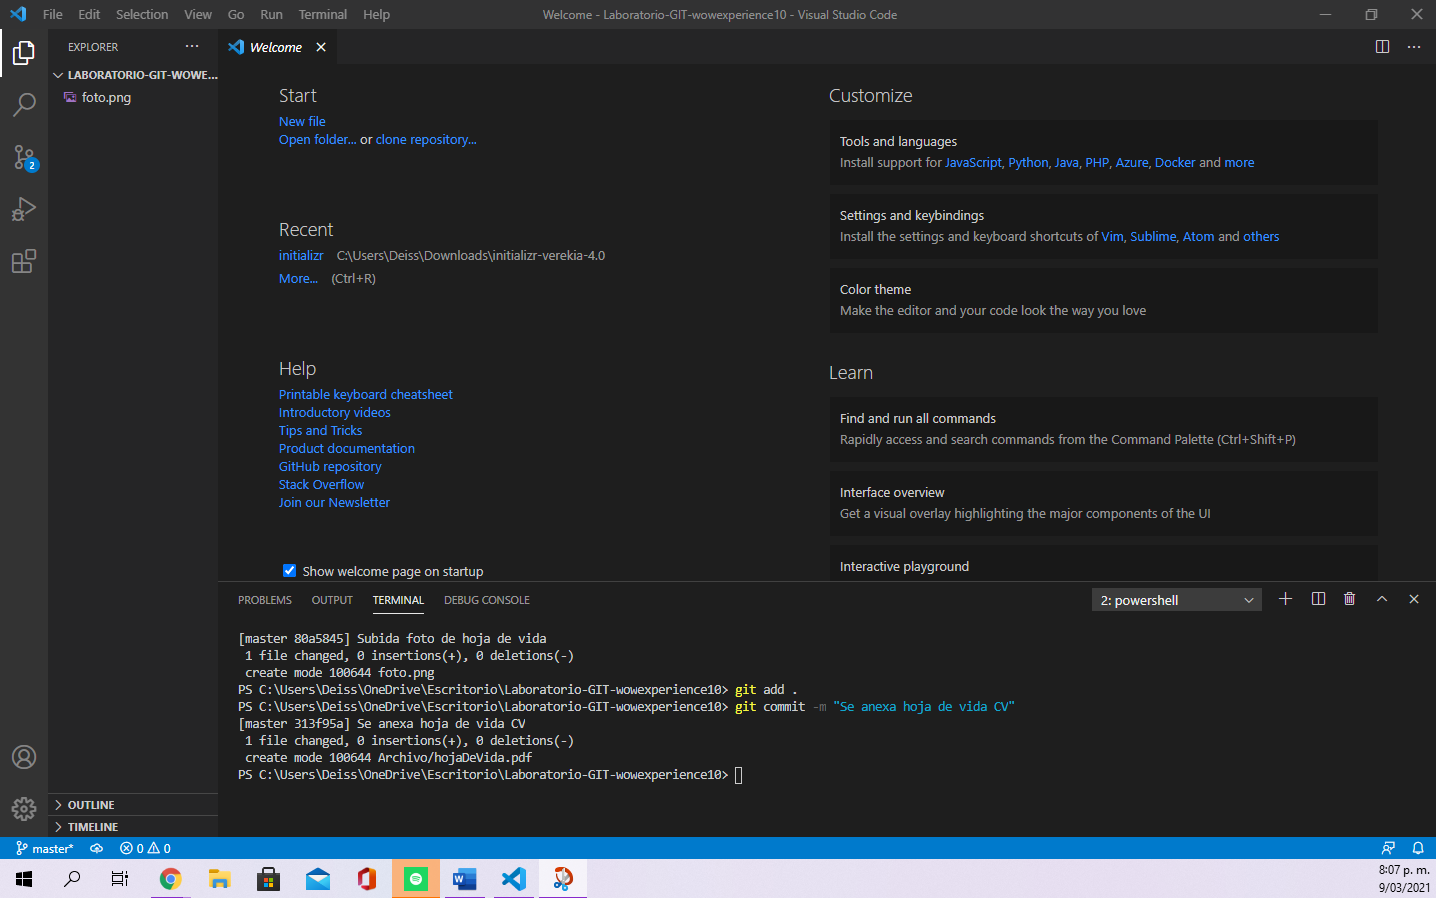 File Edit Selection View Go Run Terminal Help
Welcome - Laboratorio-GIT-wowexperience10 - Visual Studio Code
EXPLORER
LABORATORIO-GIT-WOWE...
foto.png
2
OUTLINE
TIMELINE
Welcome
Start
New file
Open folder... or clone repository...
Recent
initializr C:\Users\Deiss\Downloads\initializr-verekia-4.0
More... (Ctrl+R)
Help
Printable keyboard cheatsheet
Introductory videos
Tips and Tricks
Product documentation
GitHub repository
Stack Overflow
Join our Newsletter
Show welcome page on startup
Customize
Tools and languages
Install support for JavaScript, Python, Java, PHP, Azure, Docker and more
Settings and keybindings
Install the settings and keyboard shortcuts of Vim, Sublime, Atom and others
Color theme
Make the editor and your code look the way you love
Learn
Find and run all commands
Rapidly access and search commands from the Command Palette (Ctrl+Shift+P)
Interface overview
Get a visual overlay highlighting the major components of the UI
Interactive playground
PROBLEMS OUTPUT TERMINAL DEBUG CONSOLE
2: powershell
[master 80a5845] Subida foto de hoja de vida
1 file changed, 0 insertions(+), 0 deletions(-)
create mode 100644 foto.png
PS C:\Users\Deiss\OneDrive\Escritorio\Laboratorio-GIT-wowexperience10> git add .
PS C:\Users\Deiss\OneDrive\Escritorio\Laboratorio-GIT-wowexperience10> git commit -m "Se anexa hoja de vida CV"
[master 313f95a] Se anexa hoja de vida CV
1 file changed, 0 insertions(+), 0 deletions(-)
create mode 100644 Archivo/hojaDeVida.pdf
PS C:\Users\Deiss\OneDrive\Escritorio\Laboratorio-GIT-wowexperience10>
master* 0 0
8:07 p. m.
9/03/2021